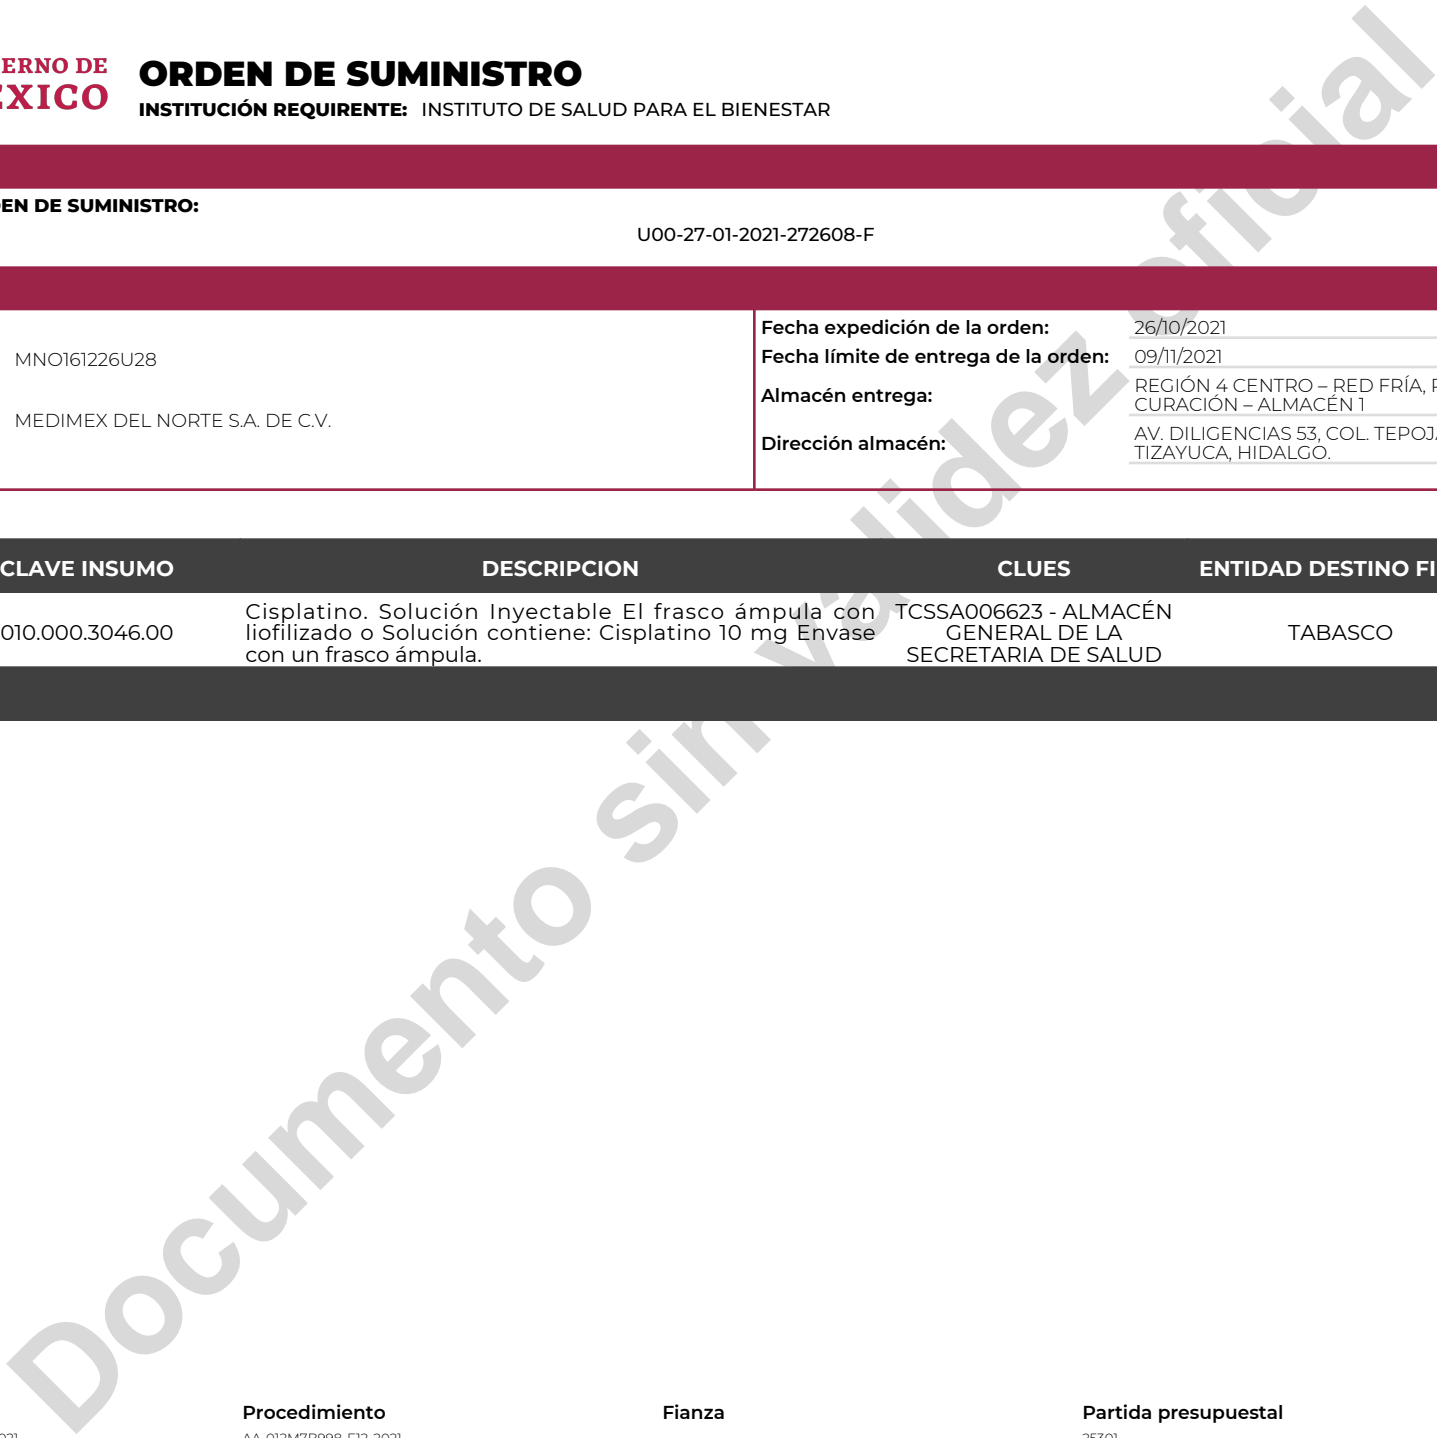 ERNO DE
ORDEN DE SUMINISTRO
INSTITUCIÓN REQUIRENTE: INSTITUTO DE SALUD PARA EL BIENESTAR
EN DE SUMINISTRO:
U00-27-01-2021-272608-F
MNO161226U28
MEDIMEX DEL NORTE S.A. DE C.V.
Fecha expedición de la orden: 26/10/2021
Fecha límite de entrega de la orden: 09/11/2021
Almacén entrega: REGIÓN 4 CENTRO – RED FRÍA,
CURACIÓN – ALMACÉN 1
Dirección almacén: AV. DILIGENCIAS 53, COL. TEPOJ
TIZAYUCA, HIDALGO.
CLAVE INSUMO DESCRIPCION CLUES ENTIDAD DESTINO FI
010.000.3046.00
Cisplatino. Solución Inyectable El frasco ámpula con
liofilizado o Solución contiene: Cisplatino 10 mg Envase
con un frasco ámpula.
TCSSA006623 - ALMACÉN
GENERAL DE LA
SECRETARIA DE SALUD
TABASCO
Documento sin validez oficial
Procedimiento Fianza Partida presupuestal